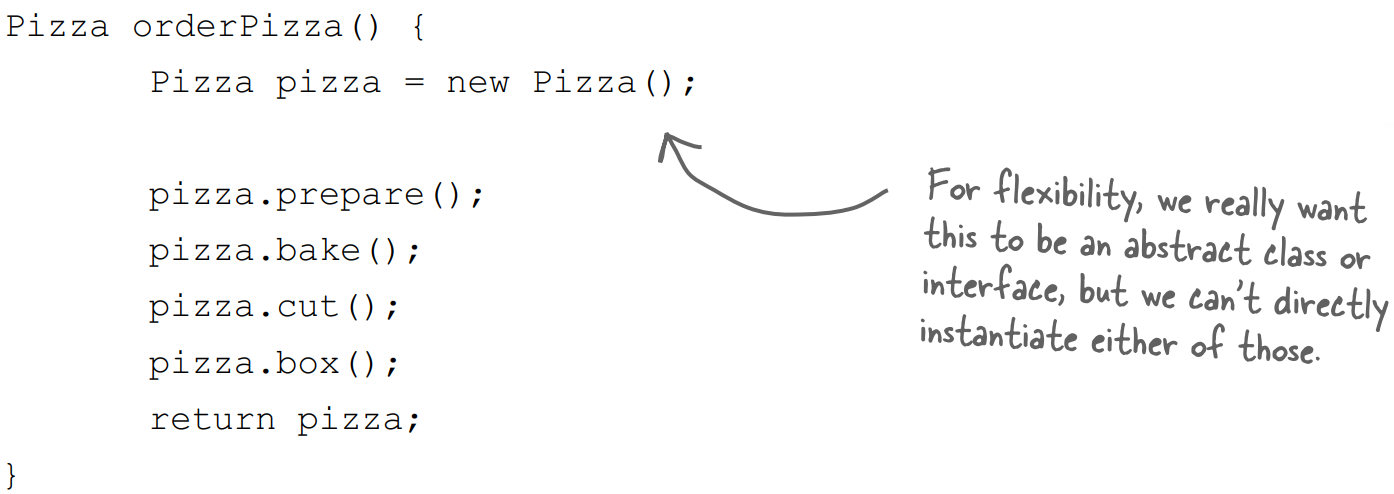 Pizza orderPizza() {
Pizza pizza = new Pizza();
pizza.prepare();
pizza.bake();
pizza.cut();
pizza.box();
return pizza;
}
For flexibility, we really want
this to be an abstract class or
interface, but we can't directly
instantiate either of those.